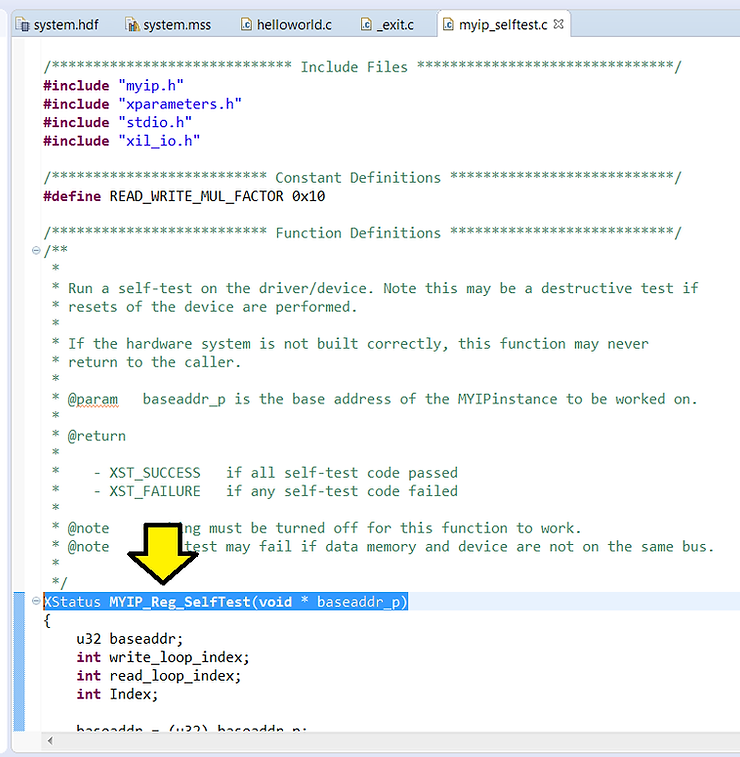 system.hdf system.mss helloworld.c _exit.c myip_selftest.c
/***************************** Include Files *******************************/
#include "myip.h"
#include "xparameters.h"
#include "stdio.h"
#include "xil_io.h"
/************************** Constant Definitions ***************************/
#define READ_WRITE_MUL_FACTOR 0x10
/************************** Function Definitions ***************************/
/**
*
* Run a self-test on the driver/device. Note this may be a destructive test if
* resets of the device are performed.
*
* If the hardware system is not built correctly, this function may never
* return to the caller.
*
* @param   baseaddr_p is the base address of the MYIPinstance to be worked on.
*
* @return
*
*    - XST_SUCCESS   if all self-test code passed
*    - XST_FAILURE   if any self-test code failed
*
* @note must be turned off for this function to work.
* @note test may fail if data memory and device are not on the same bus.
*
*/
XStatus MYIP_Reg_SelfTest(void * baseaddr_p)
{
u32 baseaddr;
int write_loop_index;
int read_loop_index;
int Index;
baseaddr = (u32) baseaddr_p;